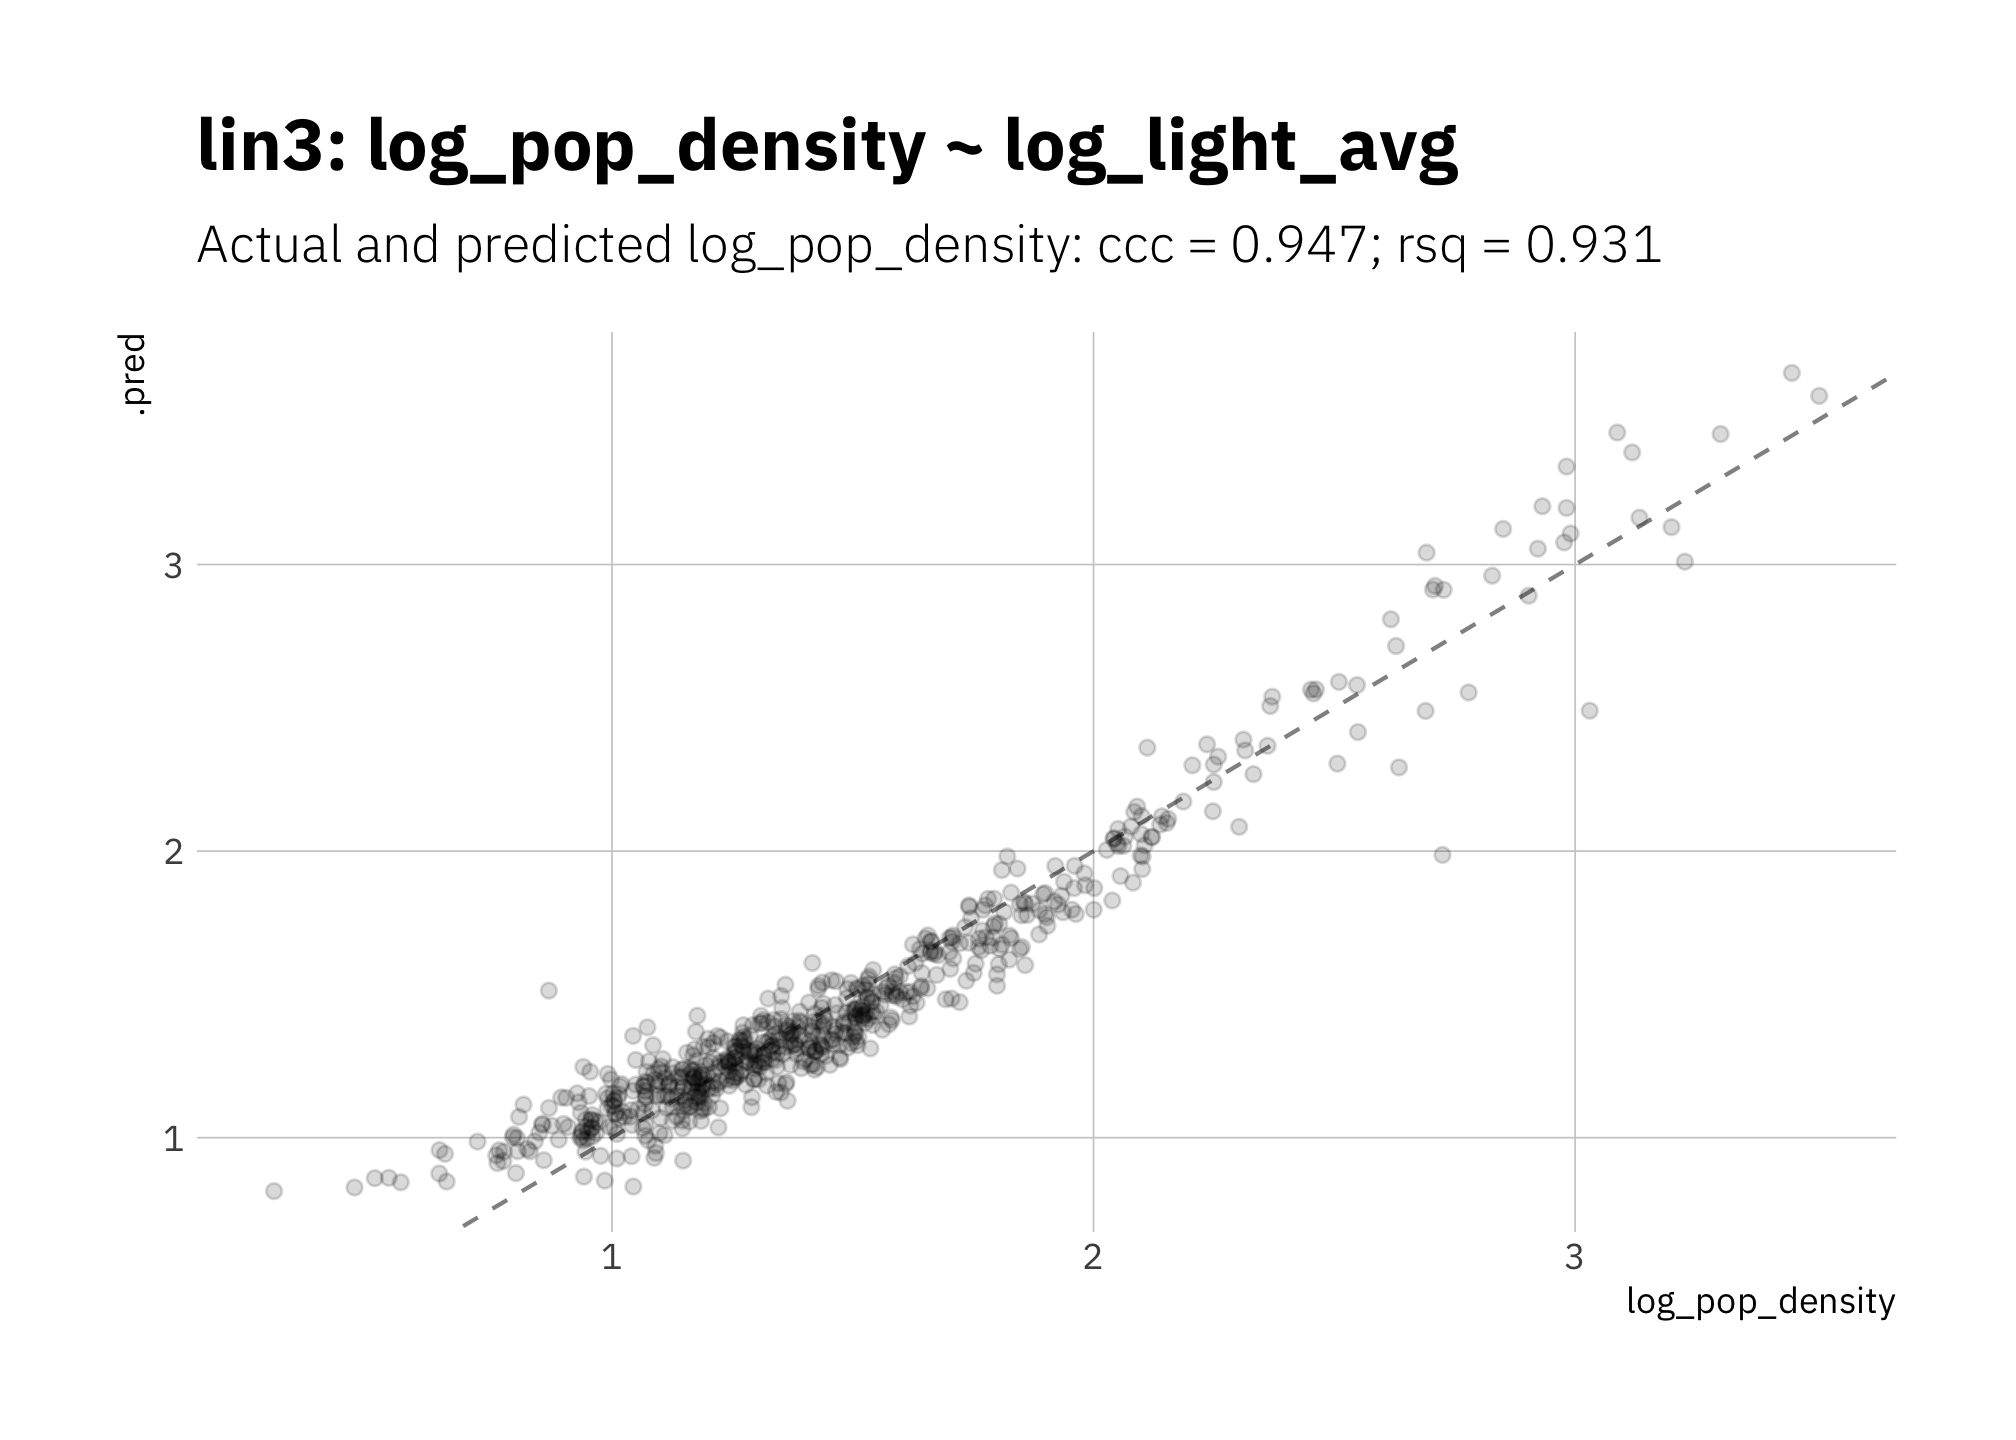 lin3: log_pop_density ~ log_light_avg
Actual and predicted log_pop_density: ccc = 0.947; rsq = 0.931
.pred
3
2
1
1 2 3
log_pop_density